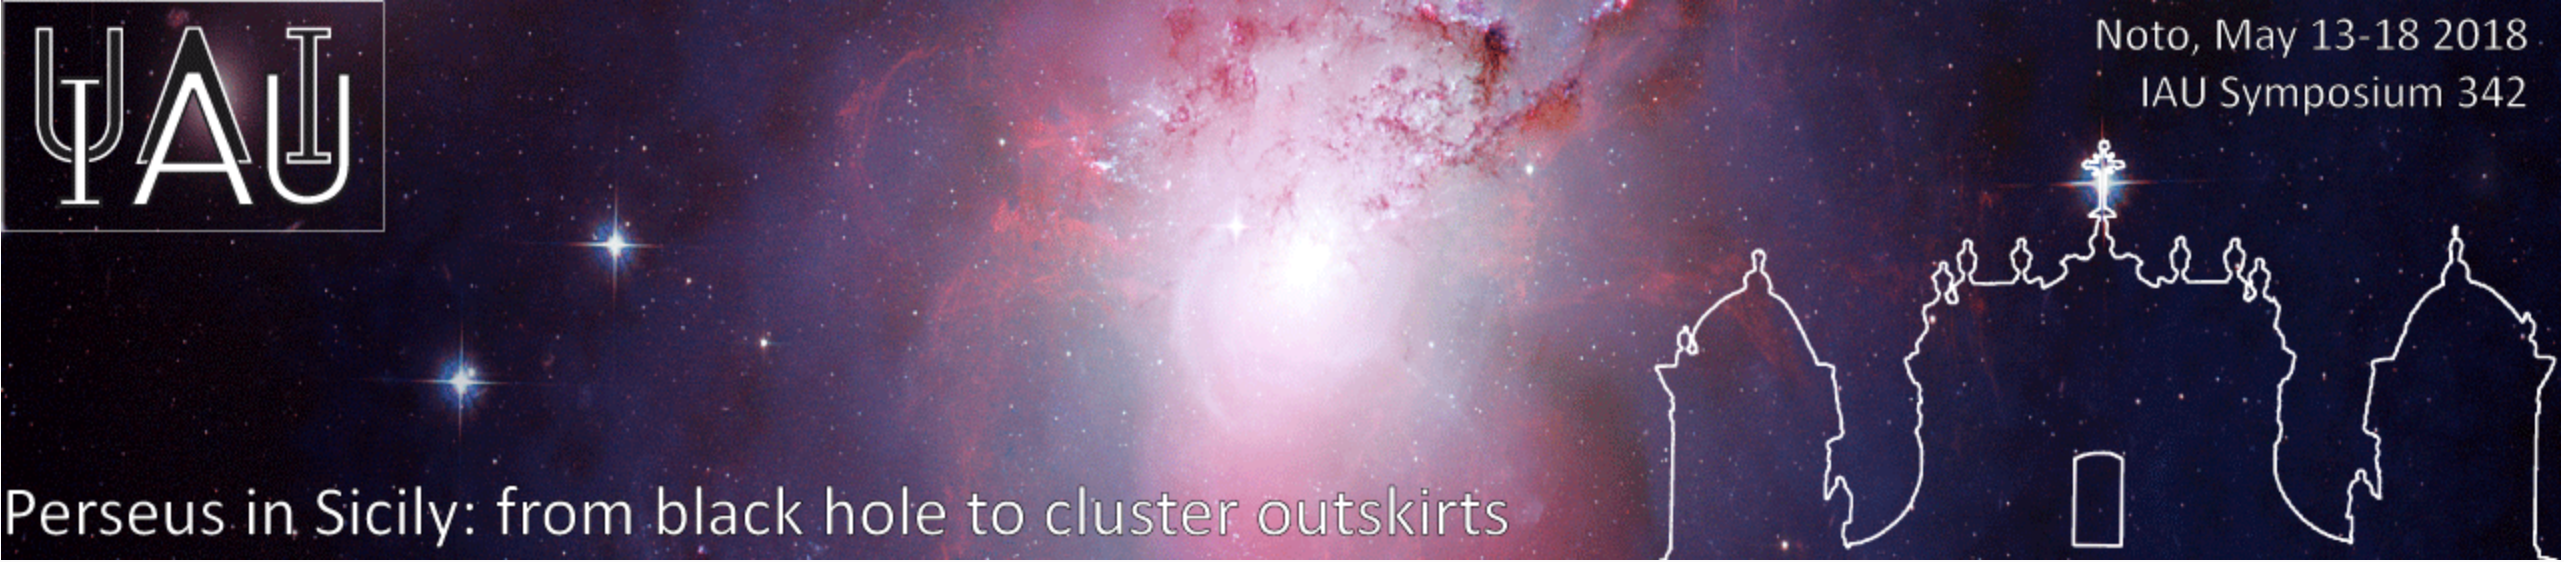 IAU
Noto, May 13-18 2018
IAU Symposium 342
Perseus in Sicily: from black hole to cluster outskirts